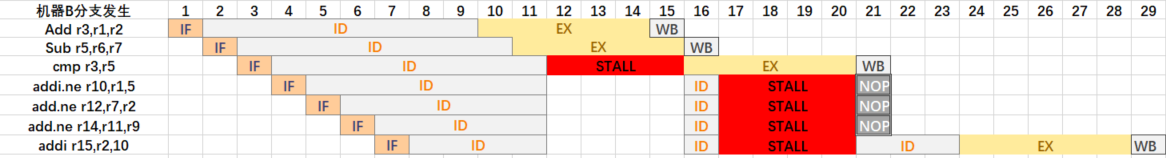 机器B分支发生 1 2 3 4 5 6 7 8 9 10 11 12 13 14 15 16 17 18 19 20 21 22 23 24 25 26 27 28 29
Add r3,r1,r2 IF ID EX WB
Sub r5,r6,r7 IF ID EX WB
cmp r3,r5 IF ID STALL EX WB
addi.ne r10,r1,5 IF ID ID STALL NOP
add.ne r12,r7,r2 IF ID ID STALL NOP
add.ne r14,r11,r9 IF ID ID STALL NOP
addi r15,r2,10 IF ID ID STALL ID EX WB